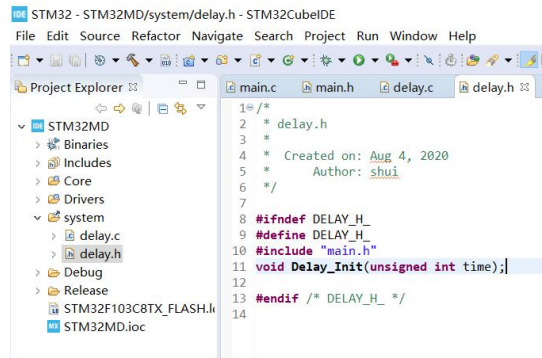 IDE STM32 - STM32MD/system/delay.h - STM32CubeIDE
File Edit Source Refactor Navigate Search Project Run Window Help
Project Explorer
main.c main.h delay.c delay.h
STM32MD
Binaries
Includes
Core
Drivers
system
delay.c
delay.h
Debug
Release
STM32F103C8TX_FLASH.l
MX STM32MD.ioc
1 /*
2 * delay.h
3 *
4 * Created on: Aug 4, 2020
5 * Author: shui
6 */
7
8 #ifndef DELAY_H_
9 #define DELAY_H_
10 #include "main.h"
11 void Delay_Init(unsigned int time);
12
13 #endif /* DELAY_H_ */
14